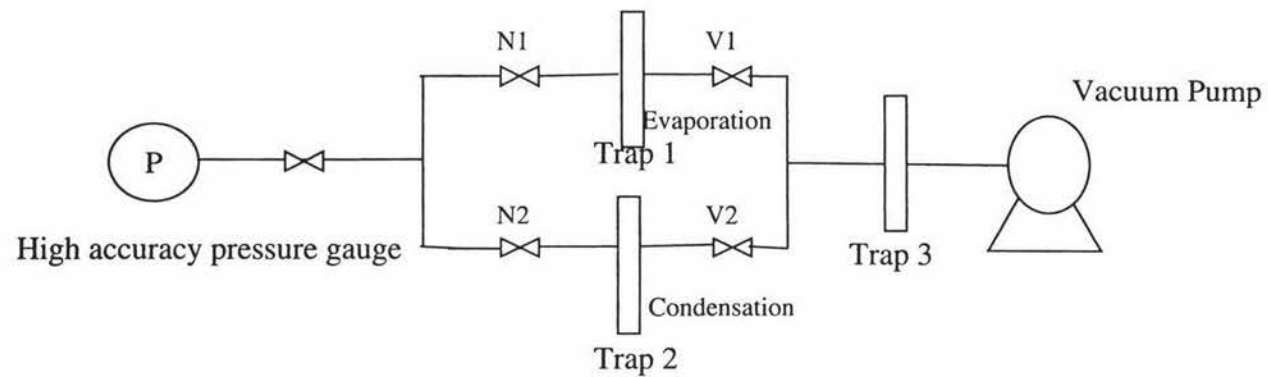 N1
V1
Vacuum Pump
Evaporation
Trap 1
P
N2
V2
High accuracy pressure gauge
Trap 3
Condensation
Trap 2